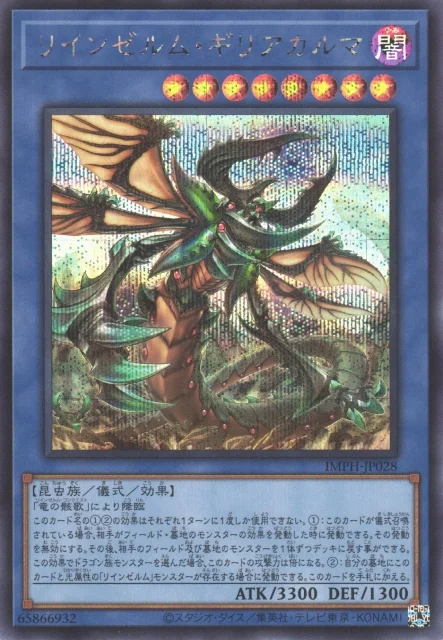 リインゼルム・ギリアカルマ
闇
IMPH-JP028
【昆虫族／儀式／効果】
「竜の骸歌」により降臨
このカード名の①②の効果はそれぞれ1ターンに1度しか使用できない。①：このカードが儀式召喚
されている場合、相手がフィールド・墓地のモンスターの効果を発動した時に発動できる。その発動
を無効にする。その後、相手のフィールド及び墓地のモンスターを1体ずつデッキに戻す事ができる。
この効果でドラゴン族モンスターを選んだ場合、このカードの攻撃力は倍になる。②：自分の墓地にこの
カードと光属性の「リインゼルム」モンスターが存在する場合に発動できる。このカードを手札に加える。
ATK/3300 DEF/1300
65866932
©スタジオ・ダイス／集英社・テレビ東京・KONAMI